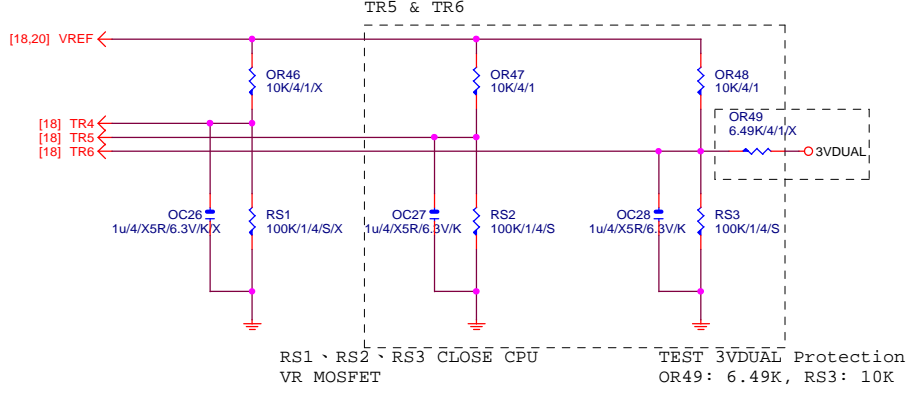 TR5 & TR6
[18,20] VREF
OR46
10K/4/1/X
OR47
10K/4/1
OR48
10K/4/1
OR49
6.49K/4/1/X
[18] TR4
[18] TR5
[18] TR6
3VDUAL
OC26
1u/4/X5R/6.3V/K/X
RS1
100K/1/4/S/X
OC27
1u/4/X5R/6.3V/K
RS2
100K/1/4/S
OC28
1u/4/X5R/6.3V/K
RS3
100K/1/4/S
RS1、RS2、RS3 CLOSE CPU
VR MOSFET
TEST 3VDUAL Protection
OR49: 6.49K, RS3: 10K